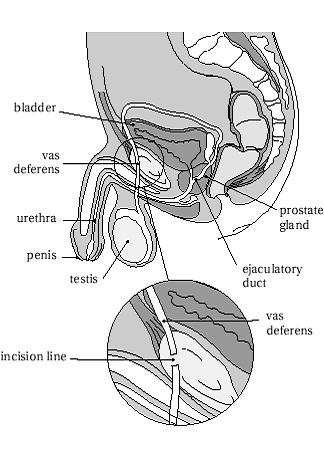 bladder
vas
deferens
urethra
penis
testis
prostate
gland
ejaculatory
duct
vas
deferens
incision line